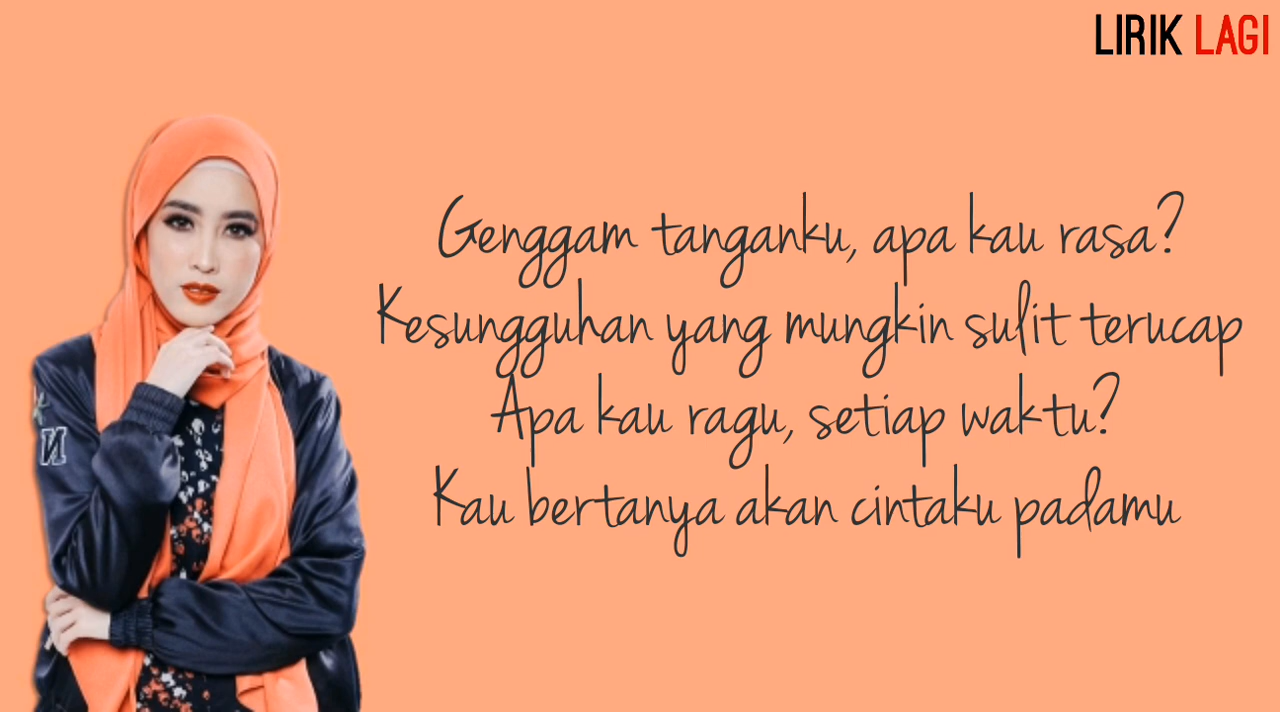 LIRIK LAGI
Genggam tanganku, apa kau rasa?
Kesungguhan yang mungkin sulit terucap
Apa kau ragu, setiap waktu?
Kau bertanya akan cintaku padamu
N